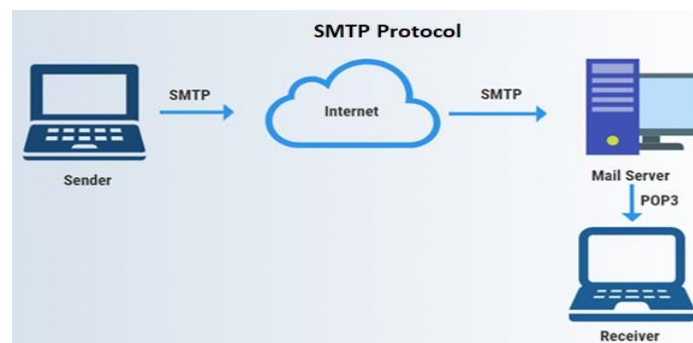 SMTP Protocol
SMTP
SMTP
Internet
Sender
Mail Server
POP3
Receiver